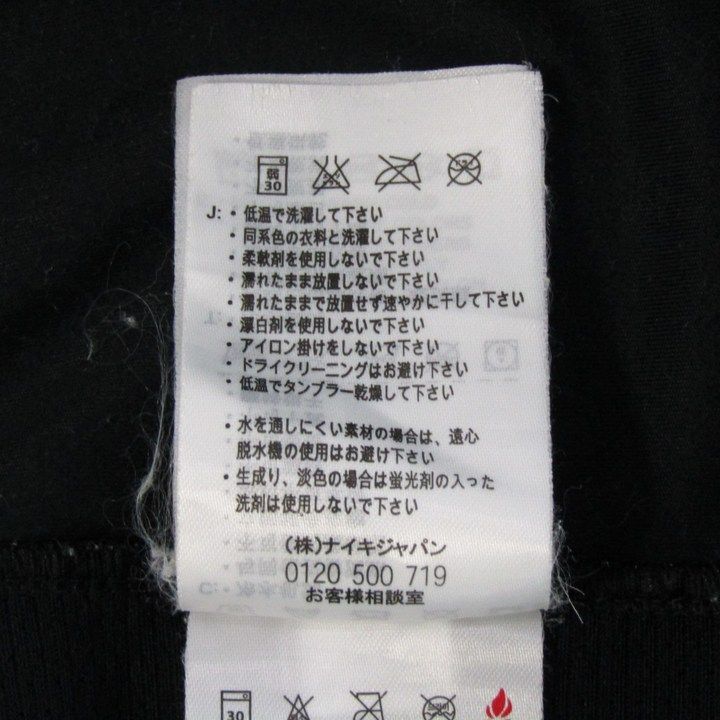 弱
30
J: ・低温で洗濯して下さい
・同系色の衣料と洗濯して下さい
・柔軟剤を使用しないで下さい
・濡れたまま放置しないで下さい
・濡れたままで放置せず速やかに干して下さい
・漂白剤を使用しないで下さい
・アイロン掛けをしないで下さい
・ドライクリーニングはお避け下さい
・低温でタンブラー乾燥して下さい
・水を通しにくい素材の場合は、遠心
脱水機の使用はお避け下さい
・生成り、淡色の場合は蛍光剤の入った
洗剤は使用しないで下さい
(株)ナイキジャパン
0120 500 719
お客様相談室
30